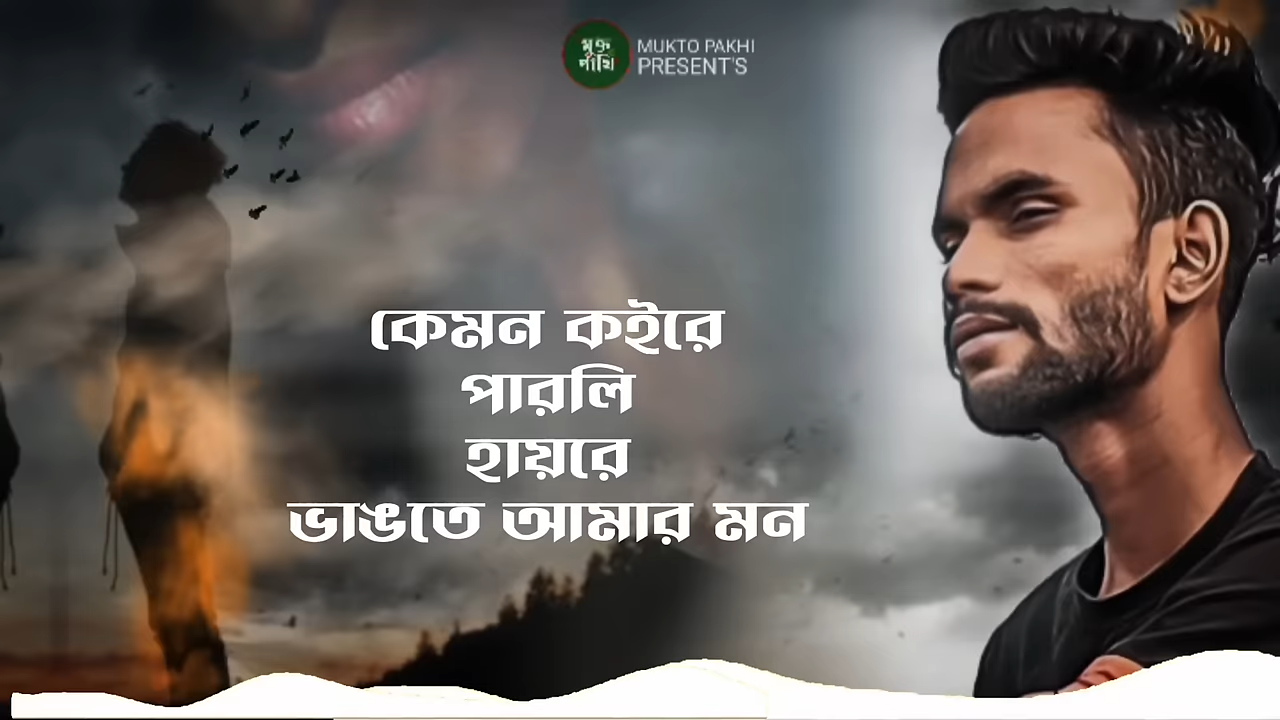 মুক্ত
পাখি
MUKTO PAKHI
PRESENT'S
কেমন কইরে
পারলি
হায়রে
ভাঙতে আমার মন